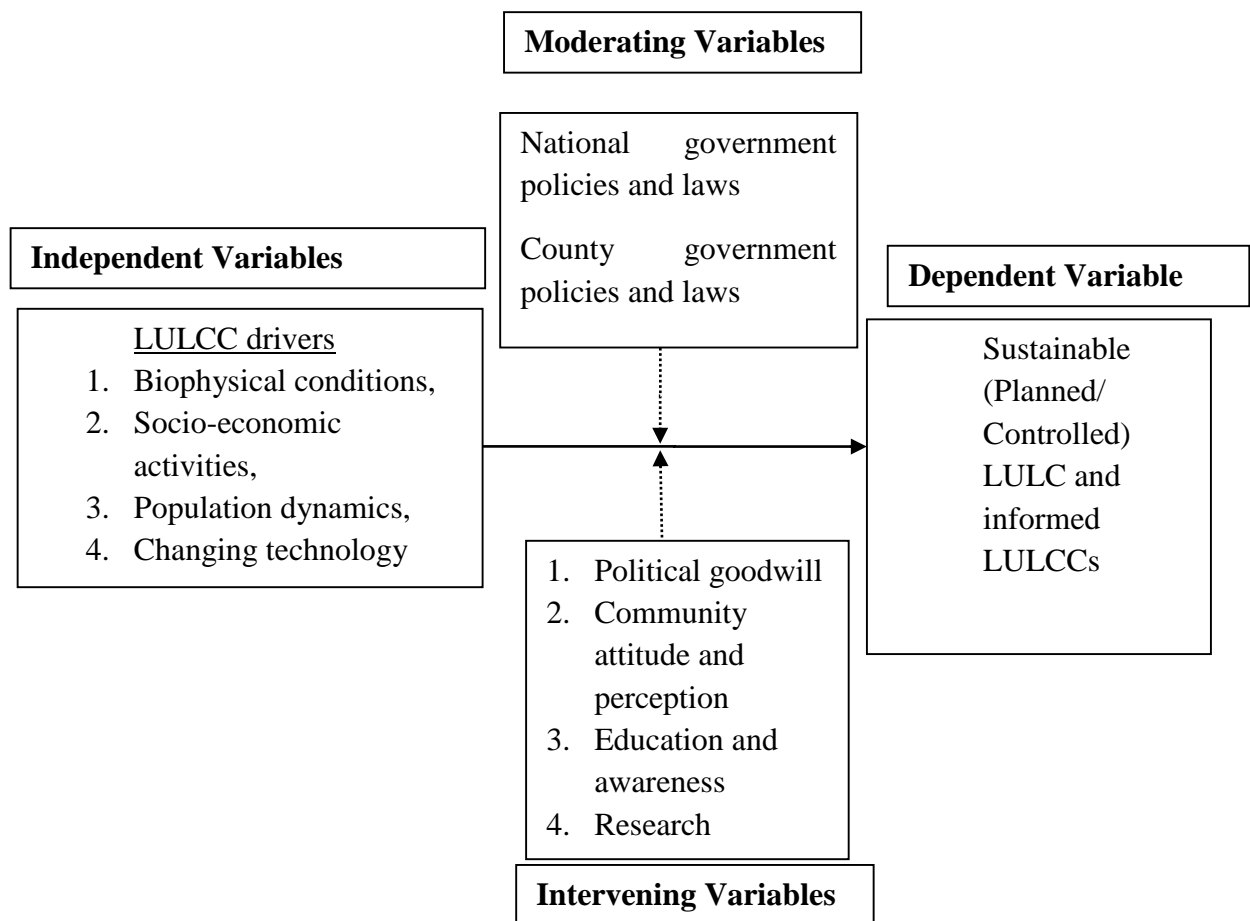 Moderating Variables
National government
policies and laws
County government
policies and laws
Independent Variables
LULCC drivers
1. Biophysical conditions,
2. Socio-economic
activities,
3. Population dynamics,
4. Changing technology
Dependent Variable
Sustainable
(Planned/
Controlled)
LULC and
informed
LULCCs
1. Political goodwill
2. Community
attitude and
perception
3. Education and
awareness
4. Research
Intervening Variables